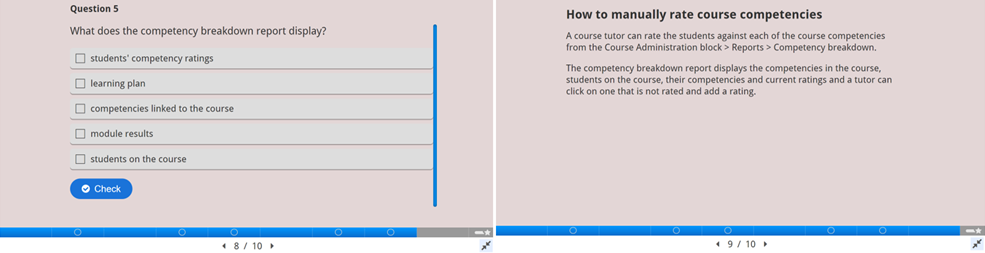 Question 5
What does the competency breakdown report display?
students' competency ratings
learning plan
competencies linked to the course
module results
students on the course
Check
8 / 10
How to manually rate course competencies
A course tutor can rate the students against each of the course competencies
from the Course Administration block > Reports > Competency breakdown.
The competency breakdown report displays the competencies in the course,
students on the course, their competencies and current ratings and a tutor can
click on one that is not rated and add a rating.
9 / 10